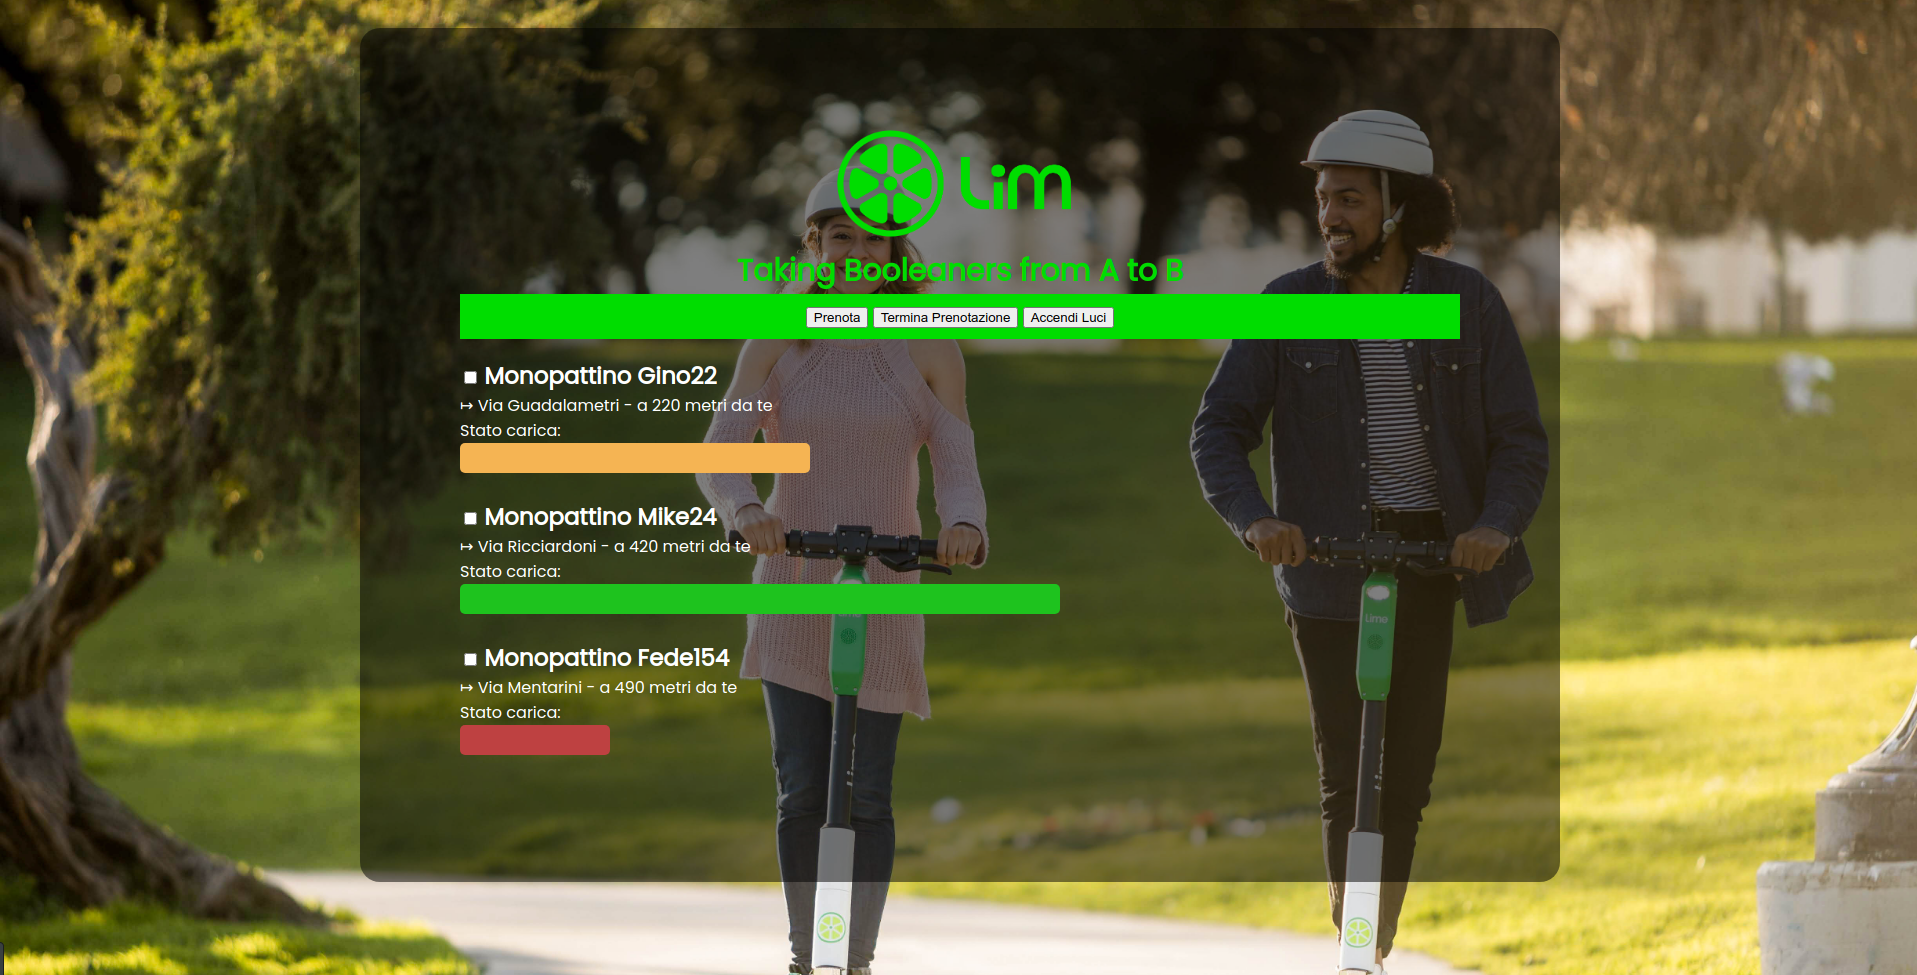 Lim
Taking Booleaners from A to B
Prenota Termina Prenotazione Accendi Luci
Monopattino Gino22
↦ Via Guadalametri - a 220 metri da te
Stato carica:
Monopattino Mike24
↦ Via Ricciardoni - a 420 metri da te
Stato carica:
Lime
Monopattino Fede154
↦ Via Mentarini - a 490 metri da te
Stato carica: